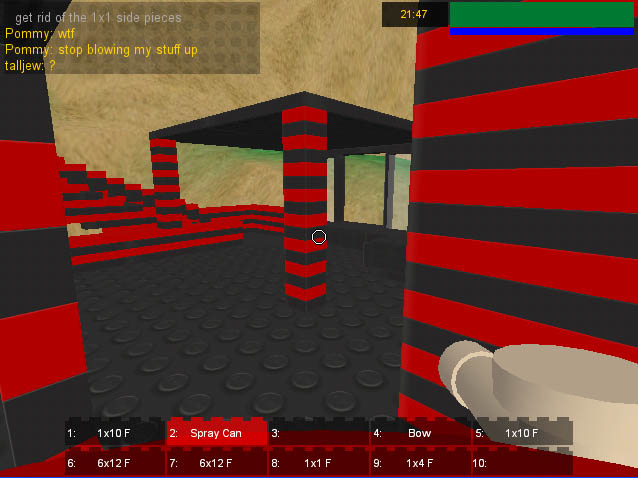 get rid of the 1x1 side pieces
Pommy: wtf
Pommy: stop blowing my stuff up
talljew: ?
21:47
1: 1x10 F 2: Spray Can 3: 4: Bow 5: 1x10 F
6: 6x12 F 7: 6x12 F 8: 1x1 F 9: 1x4 F 10: